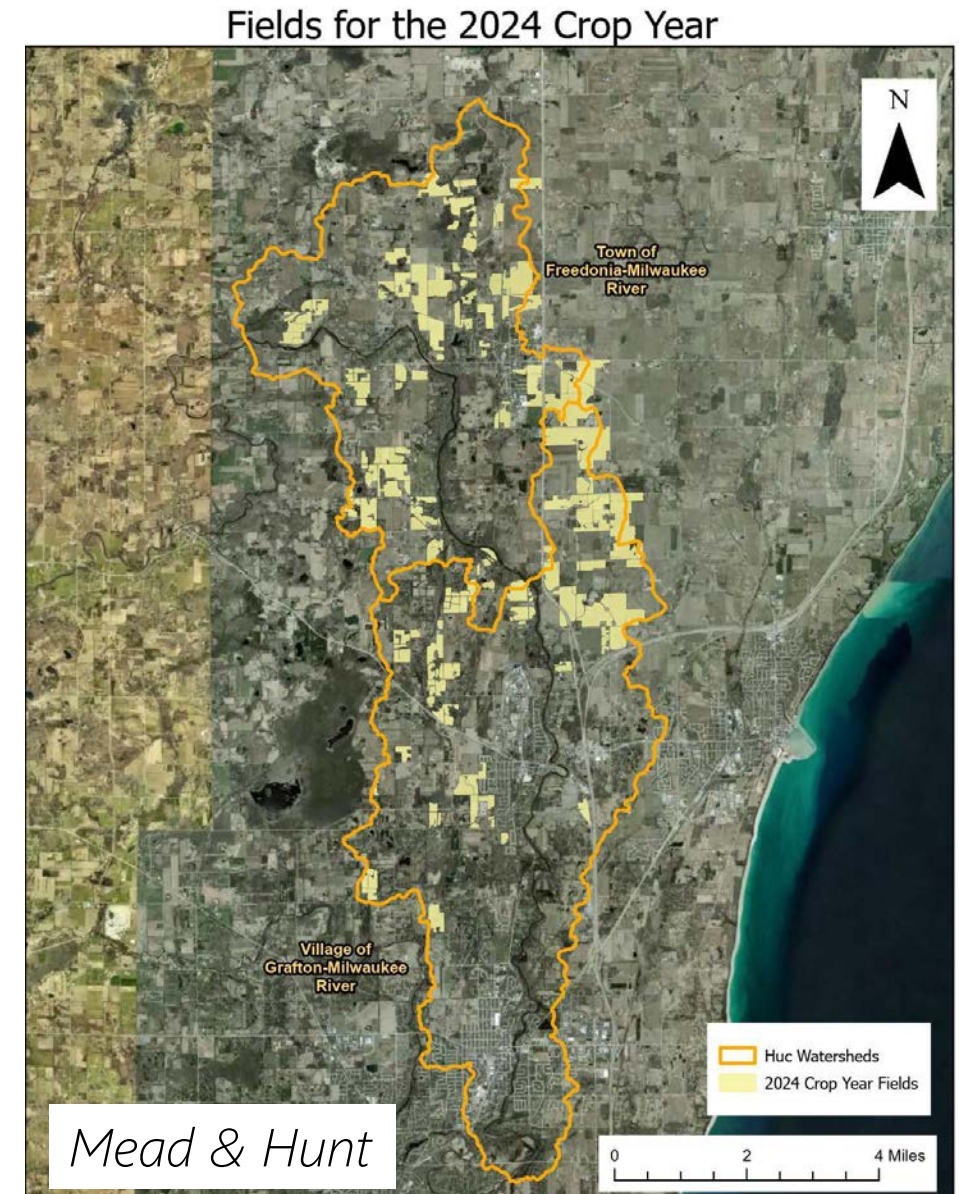 Fields for the 2024 Crop Year
N
Town of
Freedonia-Milwaukee
River
Village of
Grafton-Milwaukee
River
Huc Watersheds
2024 Crop Year Fields
Mead & Hunt
0 2 4 Miles